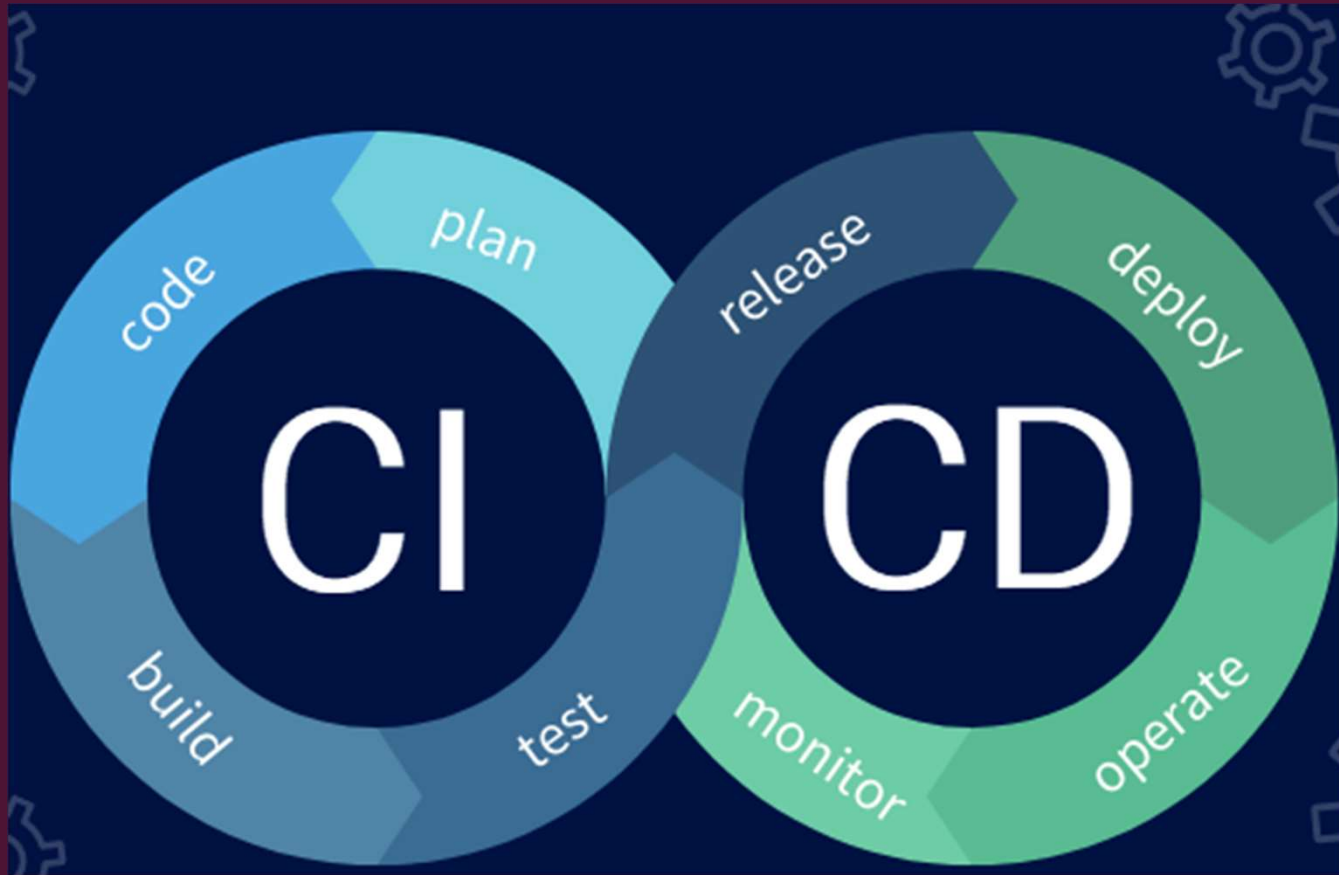 plan
code
build
test
release
deploy
operate
monitor
CI
CD